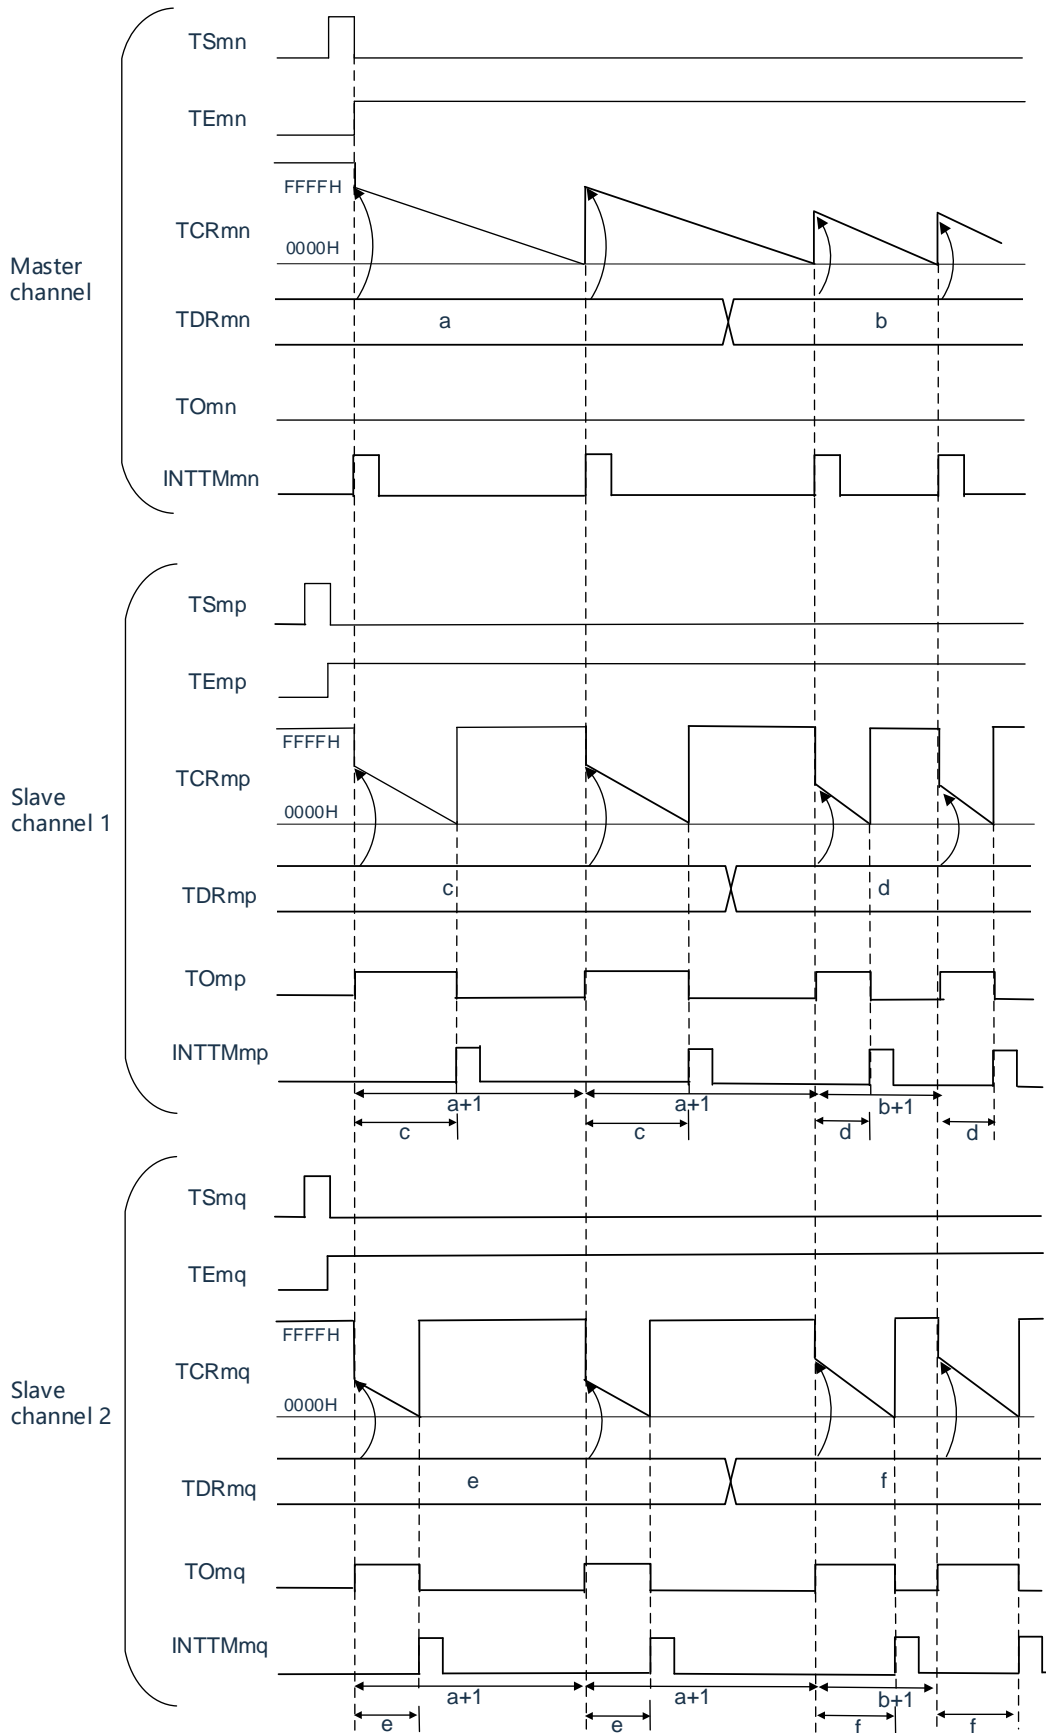 TSmn
TEmn
FFFFH
TCRmn
0000H
Master
channel
TDRmn
a
b
TOmn
INTTMmn
TSmp
TEmp
FFFFH
TCRmp
0000H
Slave
channel 1
TDRmp
c
d
TOmp
INTTMmp
a+1
a+1
b+1
c
c
d
d
TSmq
TEmq
FFFFH
TCRmq
0000H
Slave
channel 2
TDRmq
e
f
TOmq
INTTMmq
a+1
a+1
b+1
e
e
f
f